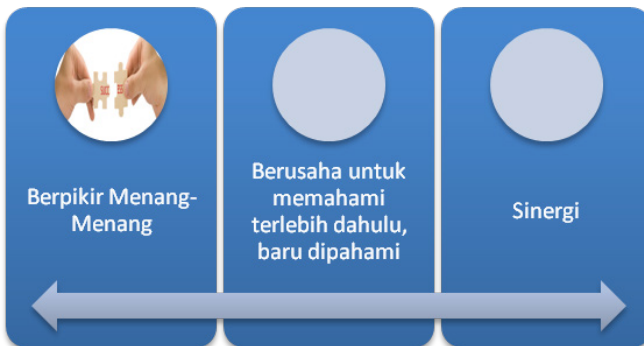 Berpikir Menang-
Menang
Berusaha untuk
memahami
terlebih dahulu,
baru dipahami
Sinergi